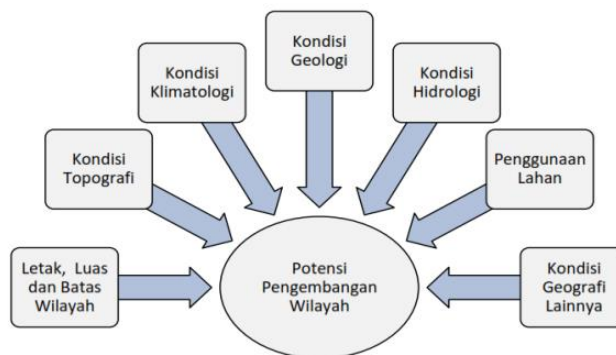 Letak, Luas
dan Batas
Wilayah
Kondisi
Topografi
Kondisi
Klimatologi
Kondisi
Geologi
Kondisi
Hidrologi
Penggunaan
Lahan
Kondisi
Geografi
Lainnya
Potensi
Pengembangan
Wilayah